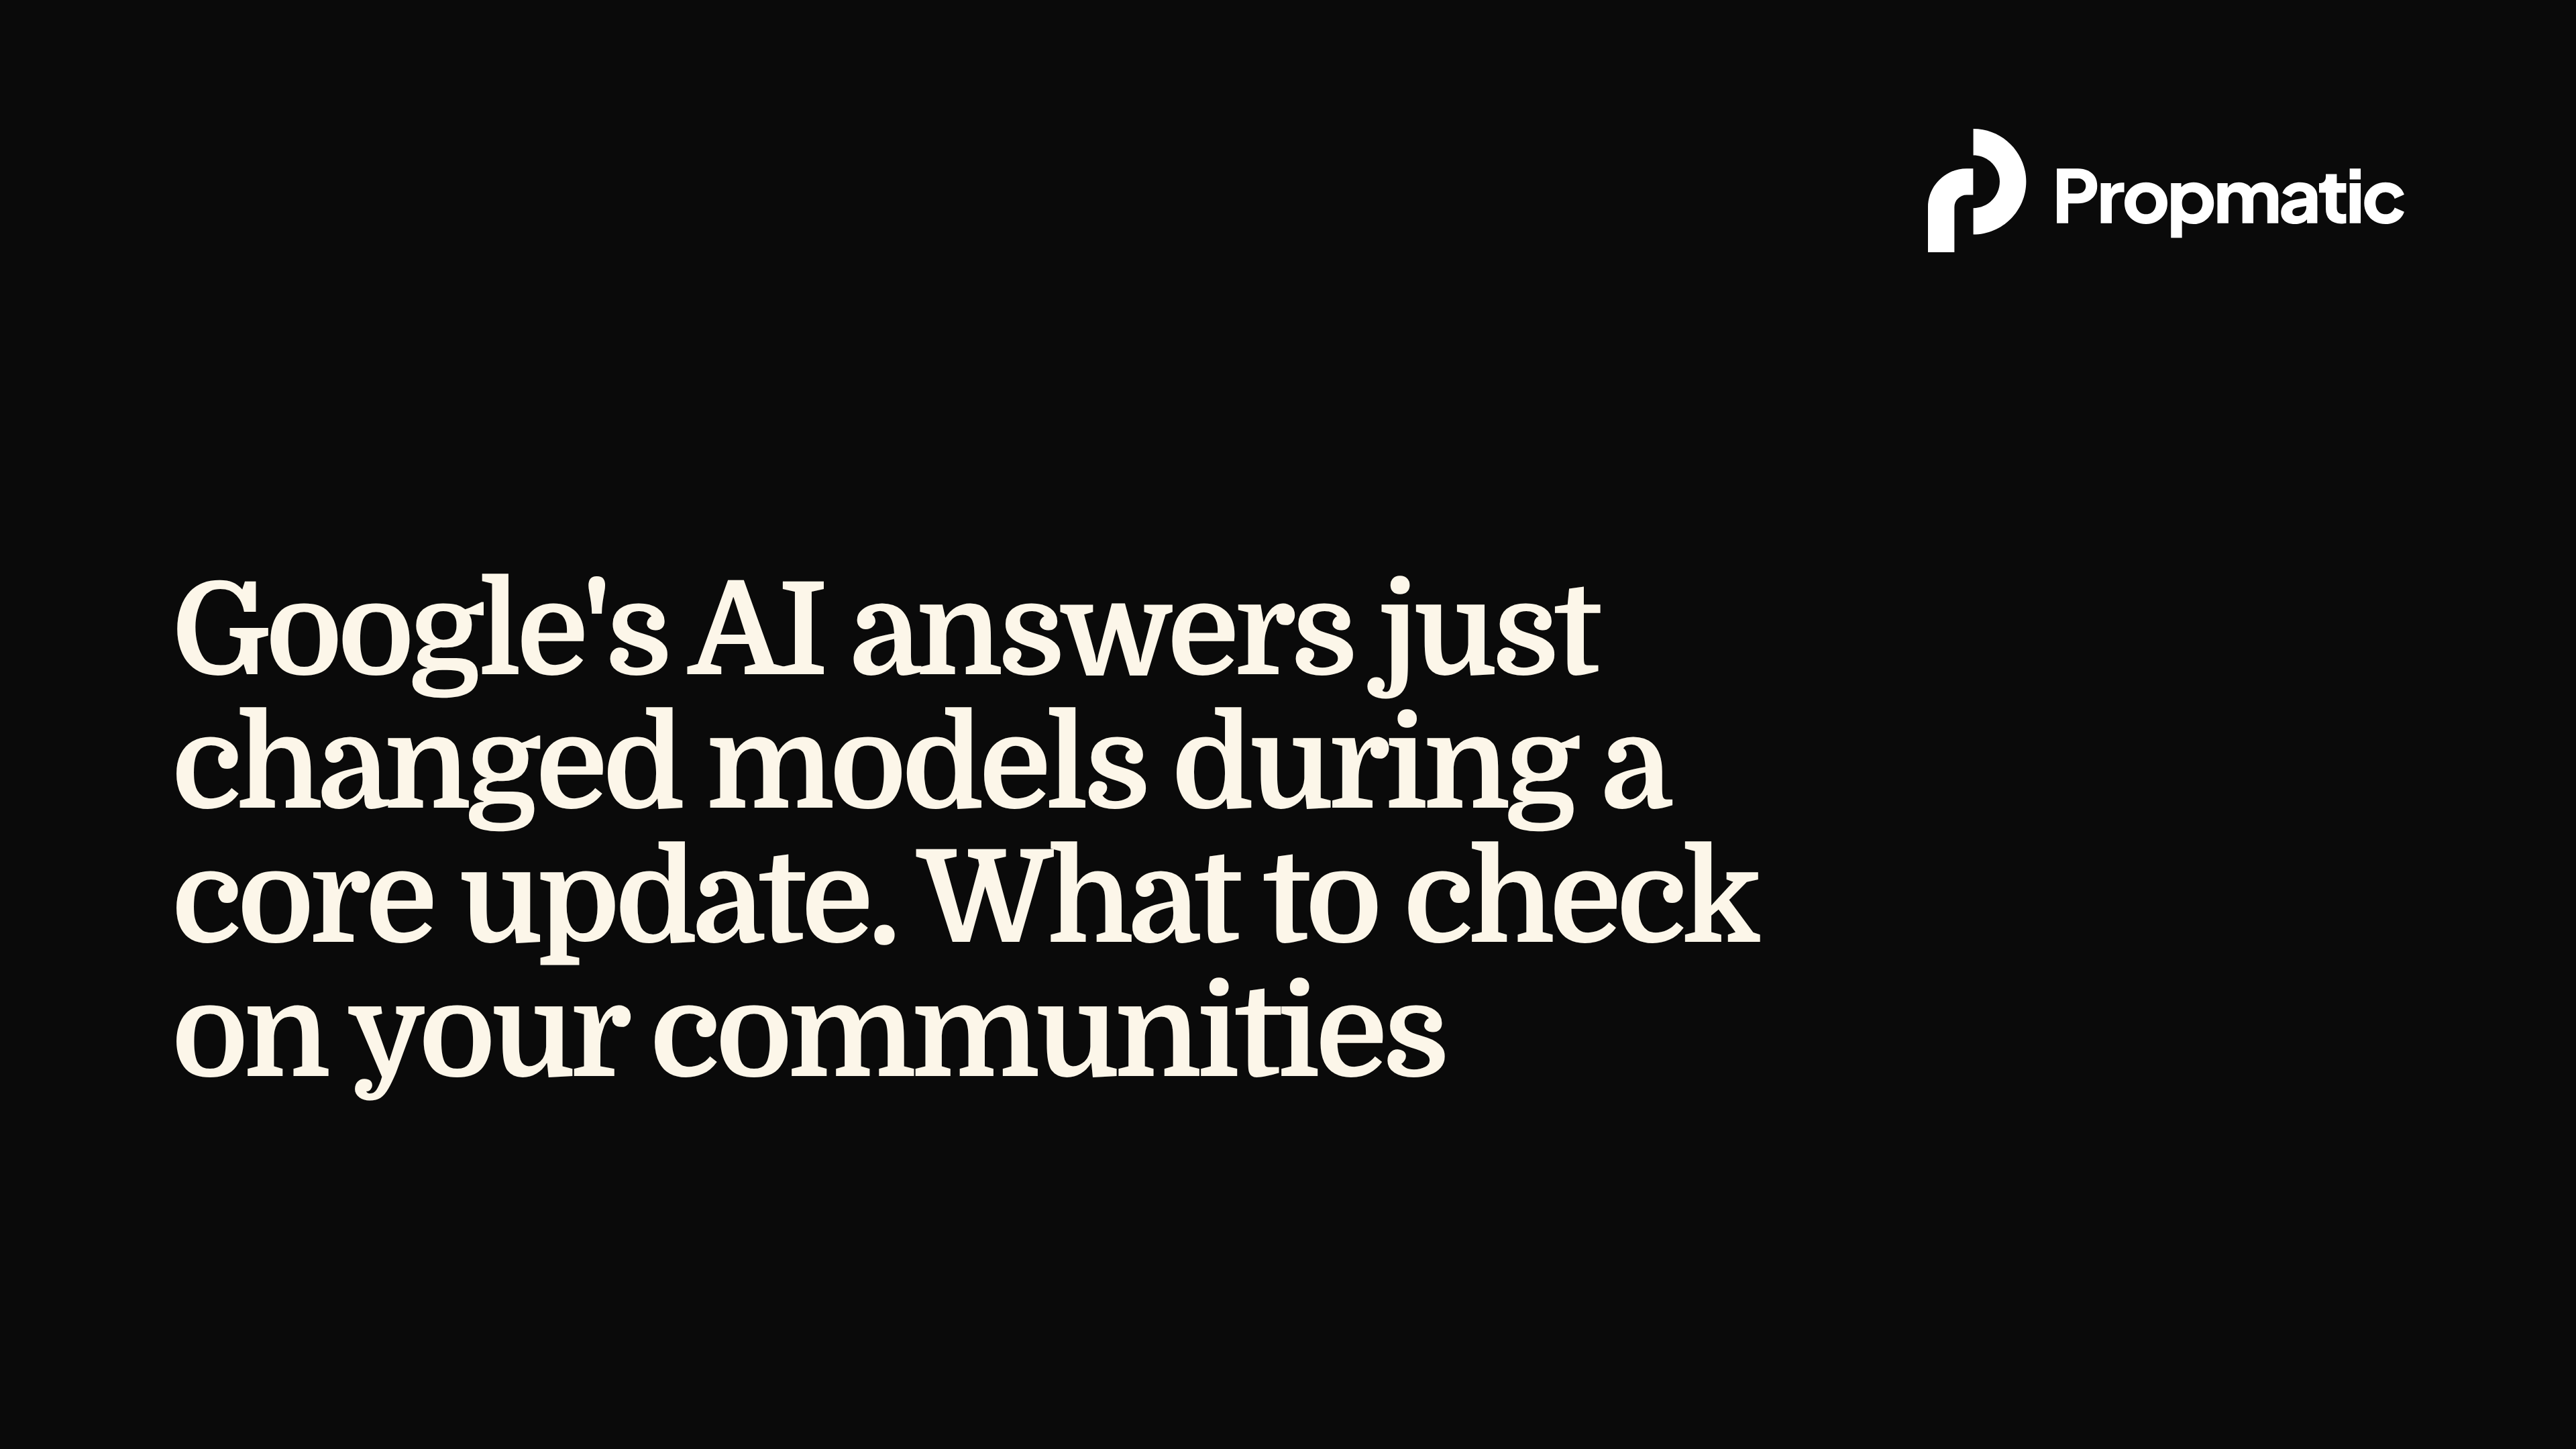 Propmatic
Google's AI answers just
changed models during a
core update. What to check
on your communities